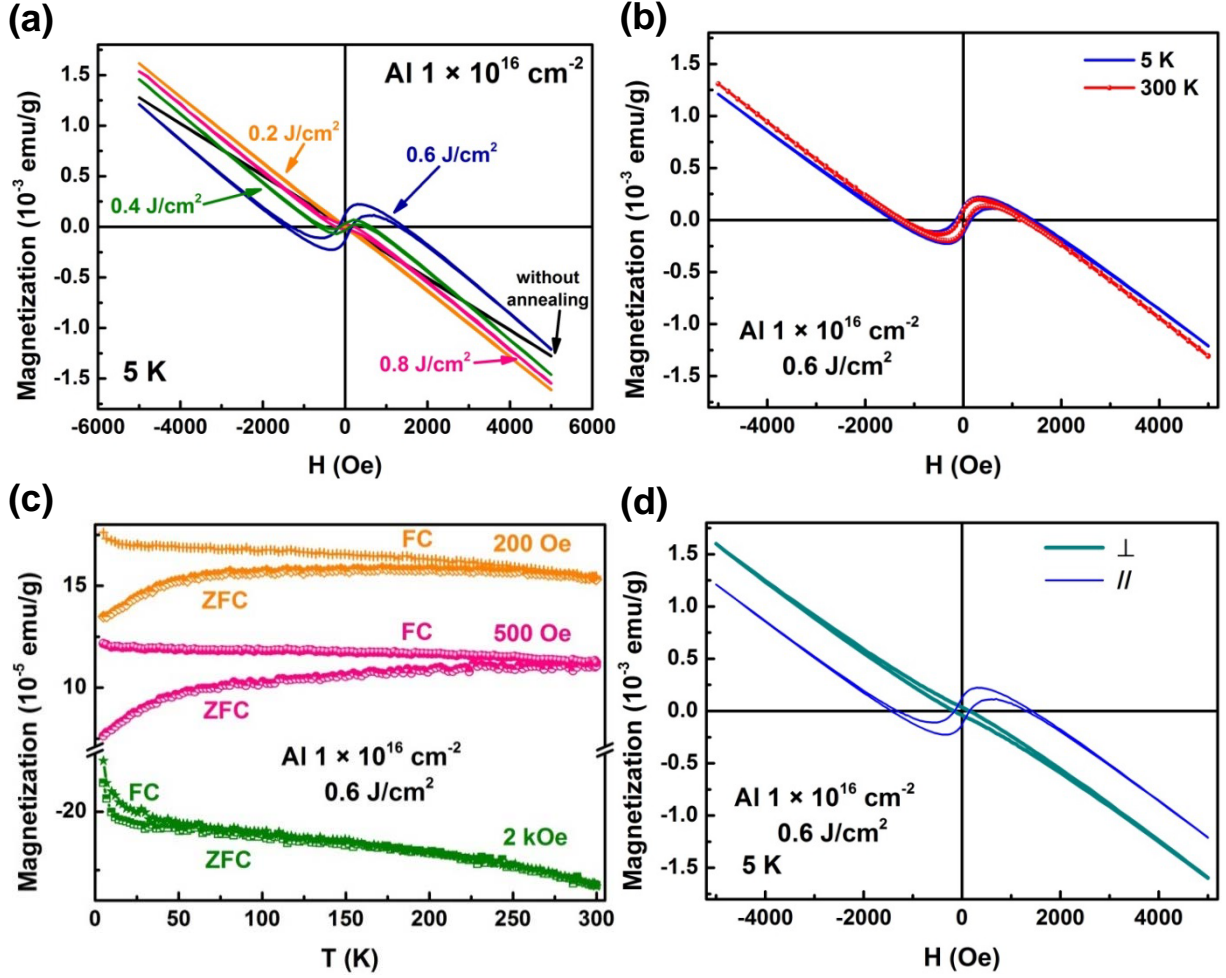 (a)
Al 1 × 10¹⁶ cm⁻²
0.2 J/cm²
0.6 J/cm²
0.4 J/cm²
without
annealing
0.8 J/cm²
5 K
Magnetization (10⁻³ emu/g)
1.5
1.0
0.5
0.0
-0.5
-1.0
-1.5
-6000 -4000 -2000 0 2000 4000 6000
H (Oe)
(b)
5 K
300 K
Al 1 × 10¹⁶ cm⁻²
0.6 J/cm²
Magnetization (10⁻³ emu/g)
1.5
1.0
0.5
0.0
-0.5
-1.0
-1.5
-4000 -2000 0 2000 4000
H (Oe)
(c)
FC 200 Oe
ZFC
FC 500 Oe
ZFC
Al 1 × 10¹⁶ cm⁻²
0.6 J/cm²
FC
2 kOe
ZFC
Magnetization (10⁻⁵ emu/g)
15
10
-20
0 50 100 150 200 250 300
T (K)
(d)
⊥
//
Al 1 × 10¹⁶ cm⁻²
0.6 J/cm²
5 K
Magnetization (10⁻³ emu/g)
1.5
1.0
0.5
0.0
-0.5
-1.0
-1.5
-4000 -2000 0 2000 4000
H (Oe)